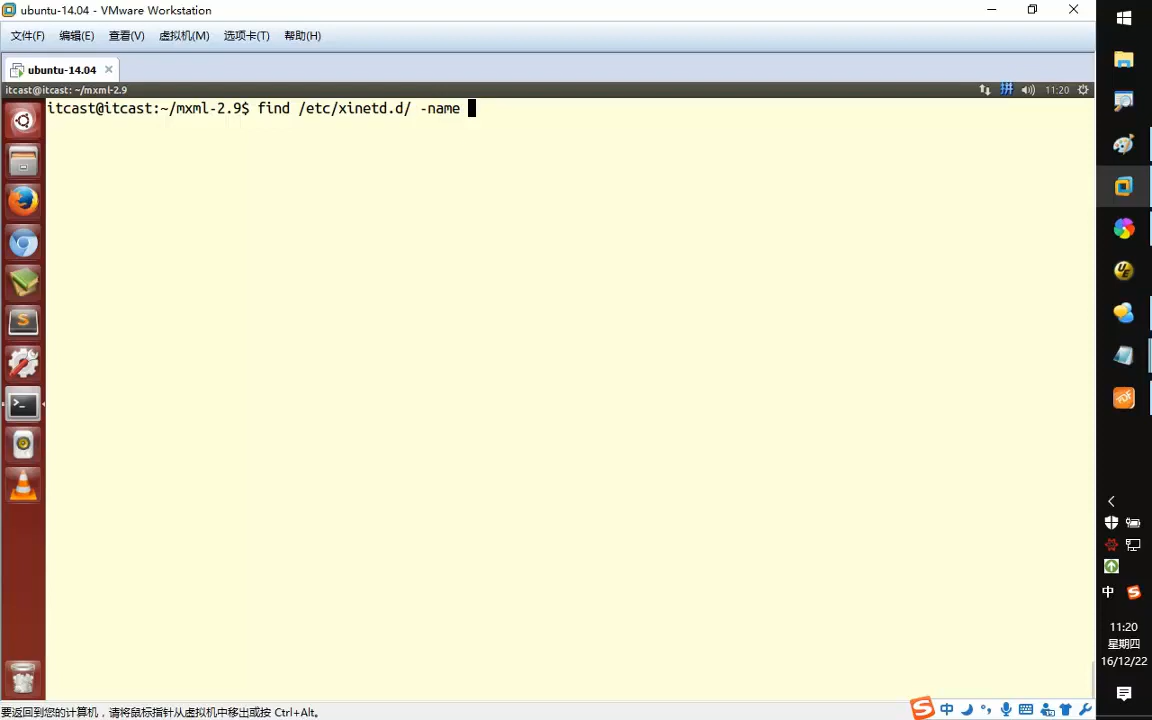 ubuntu-14.04 - VMware Workstation
文件(F) 编辑(E) 查看(V) 虚拟机(M) 选项卡(T) 帮助(H)
ubuntu-14.04
itcast@itcast: ~/mxml-2.9 11:20
itcast@itcast:~/mxml-2.9$ find /etc/xinetd.d/ -name
中
11:20
星期四
16/12/22
要返回到您的计算机，请将鼠标指针从虚拟机中移出或按 Ctrl+Alt。
中